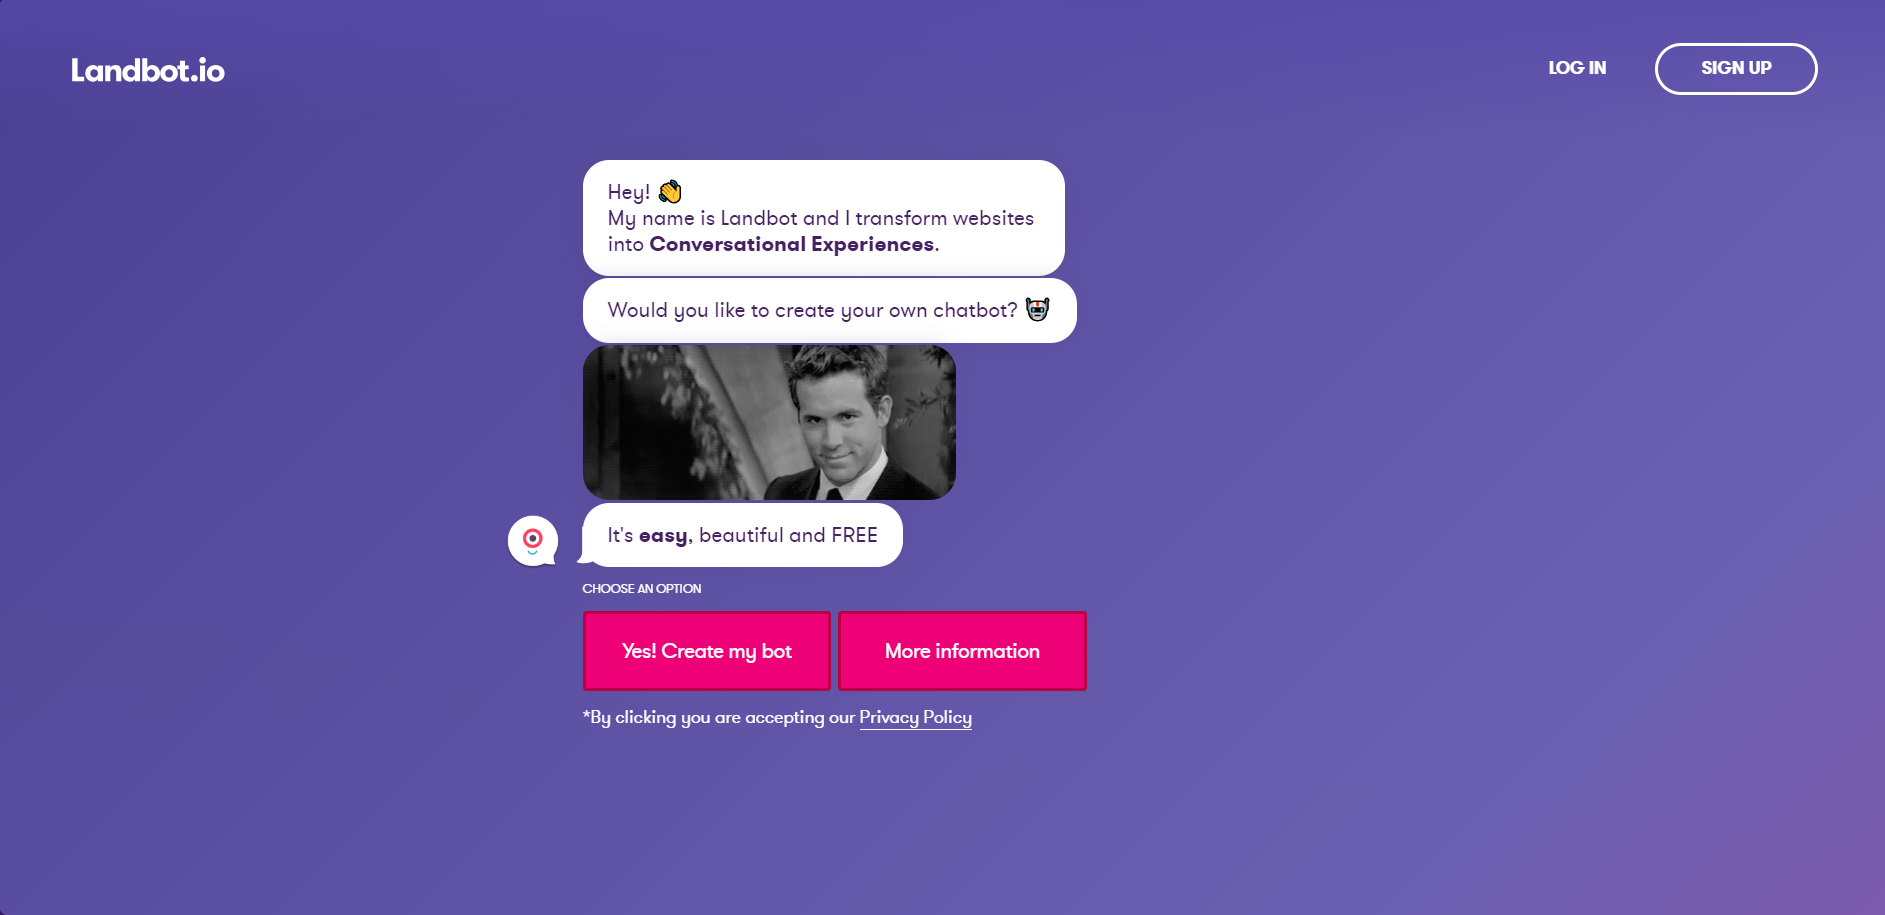 Landbot.io
LOG IN
SIGN UP
Hey! 👋
My name is Landbot and I transform websites
into Conversational Experiences.
Would you like to create your own chatbot? 🤖
It's easy, beautiful and FREE
CHOOSE AN OPTION
Yes! Create my bot
More information
*By clicking you are accepting our Privacy Policy